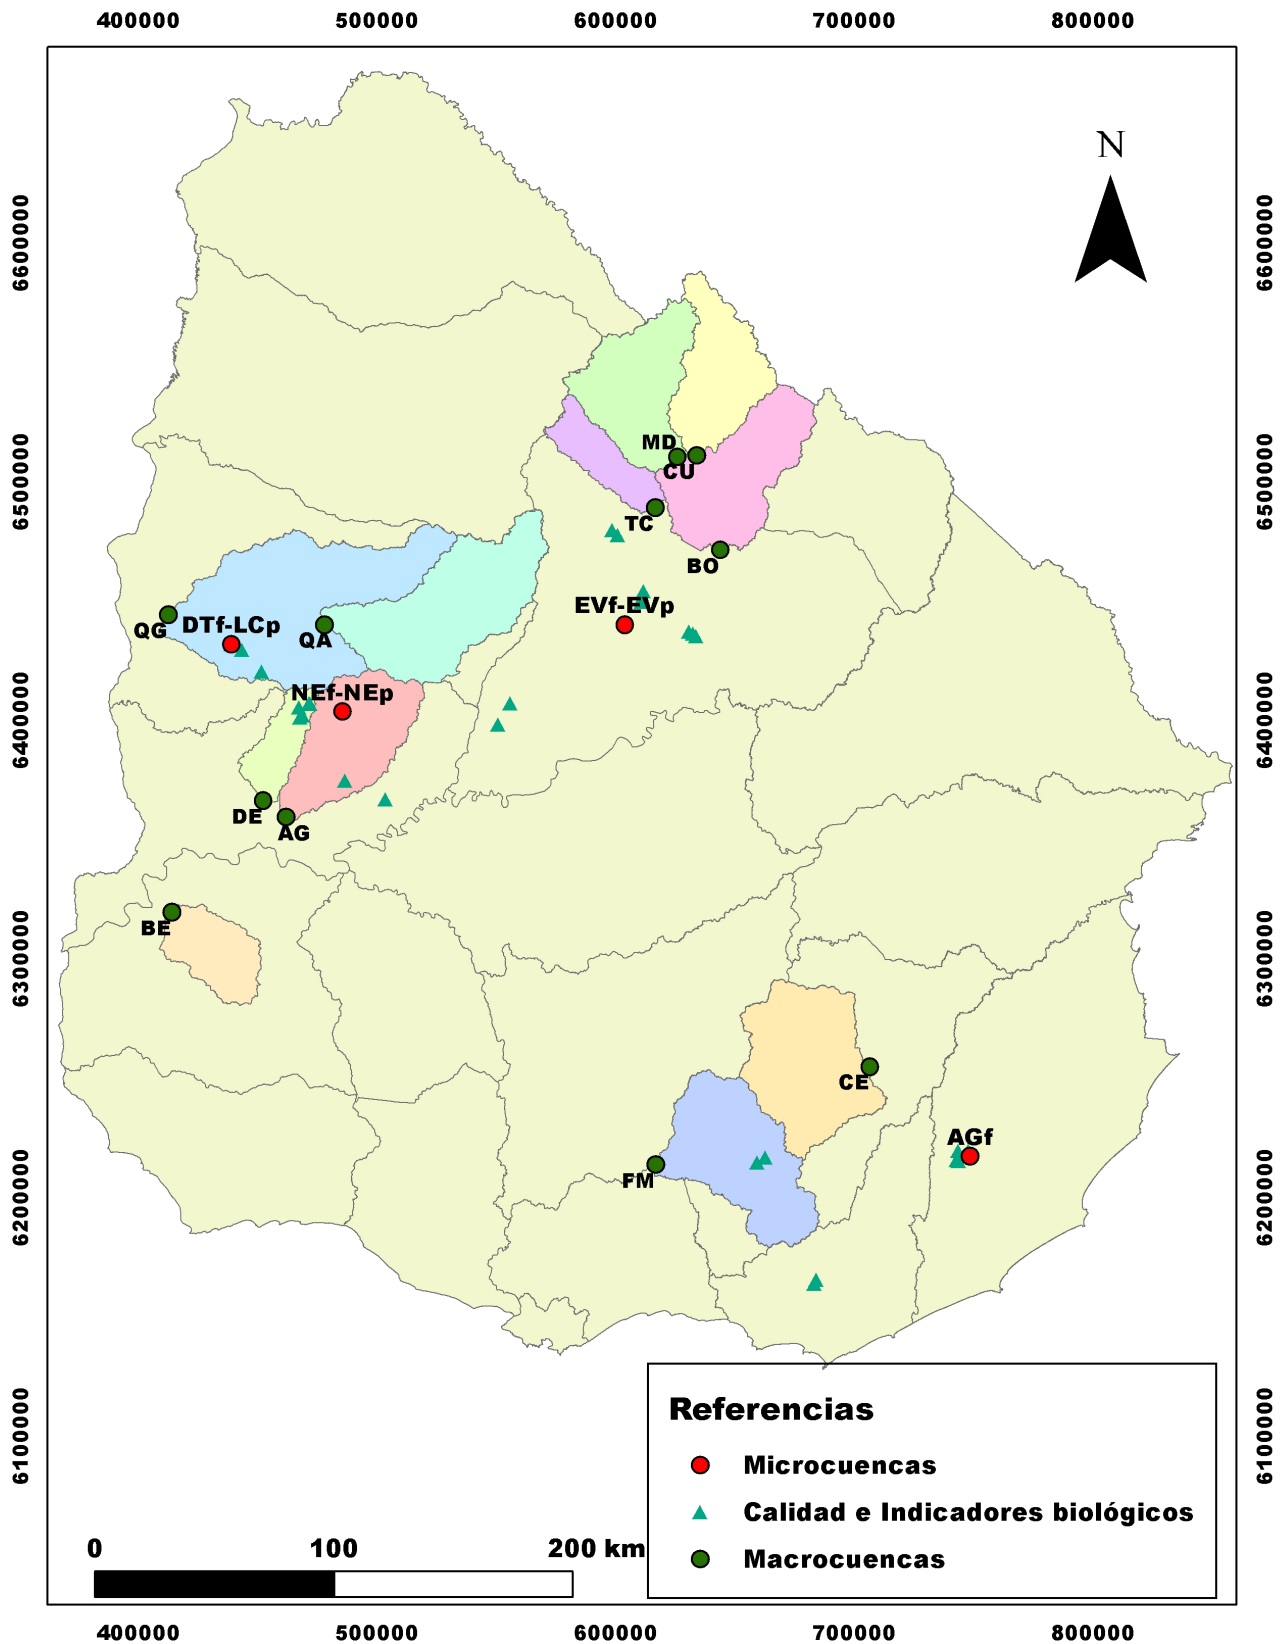 400000 500000 600000 700000 800000
N
6600000 6600000
MD
CU
6500000 6500000
TC
BO
EVf-EVp
QG DTf-LCp
QA
NEf-NEp
6400000 6400000
DE
AG
BE
6300000 6300000
CE
AGf
FM
6200000 6200000
Referencias
6100000 6100000
Microcuencas
Calidad e Indicadores biológicos
0 100 200 km
Macrocuencas
400000 500000 600000 700000 800000